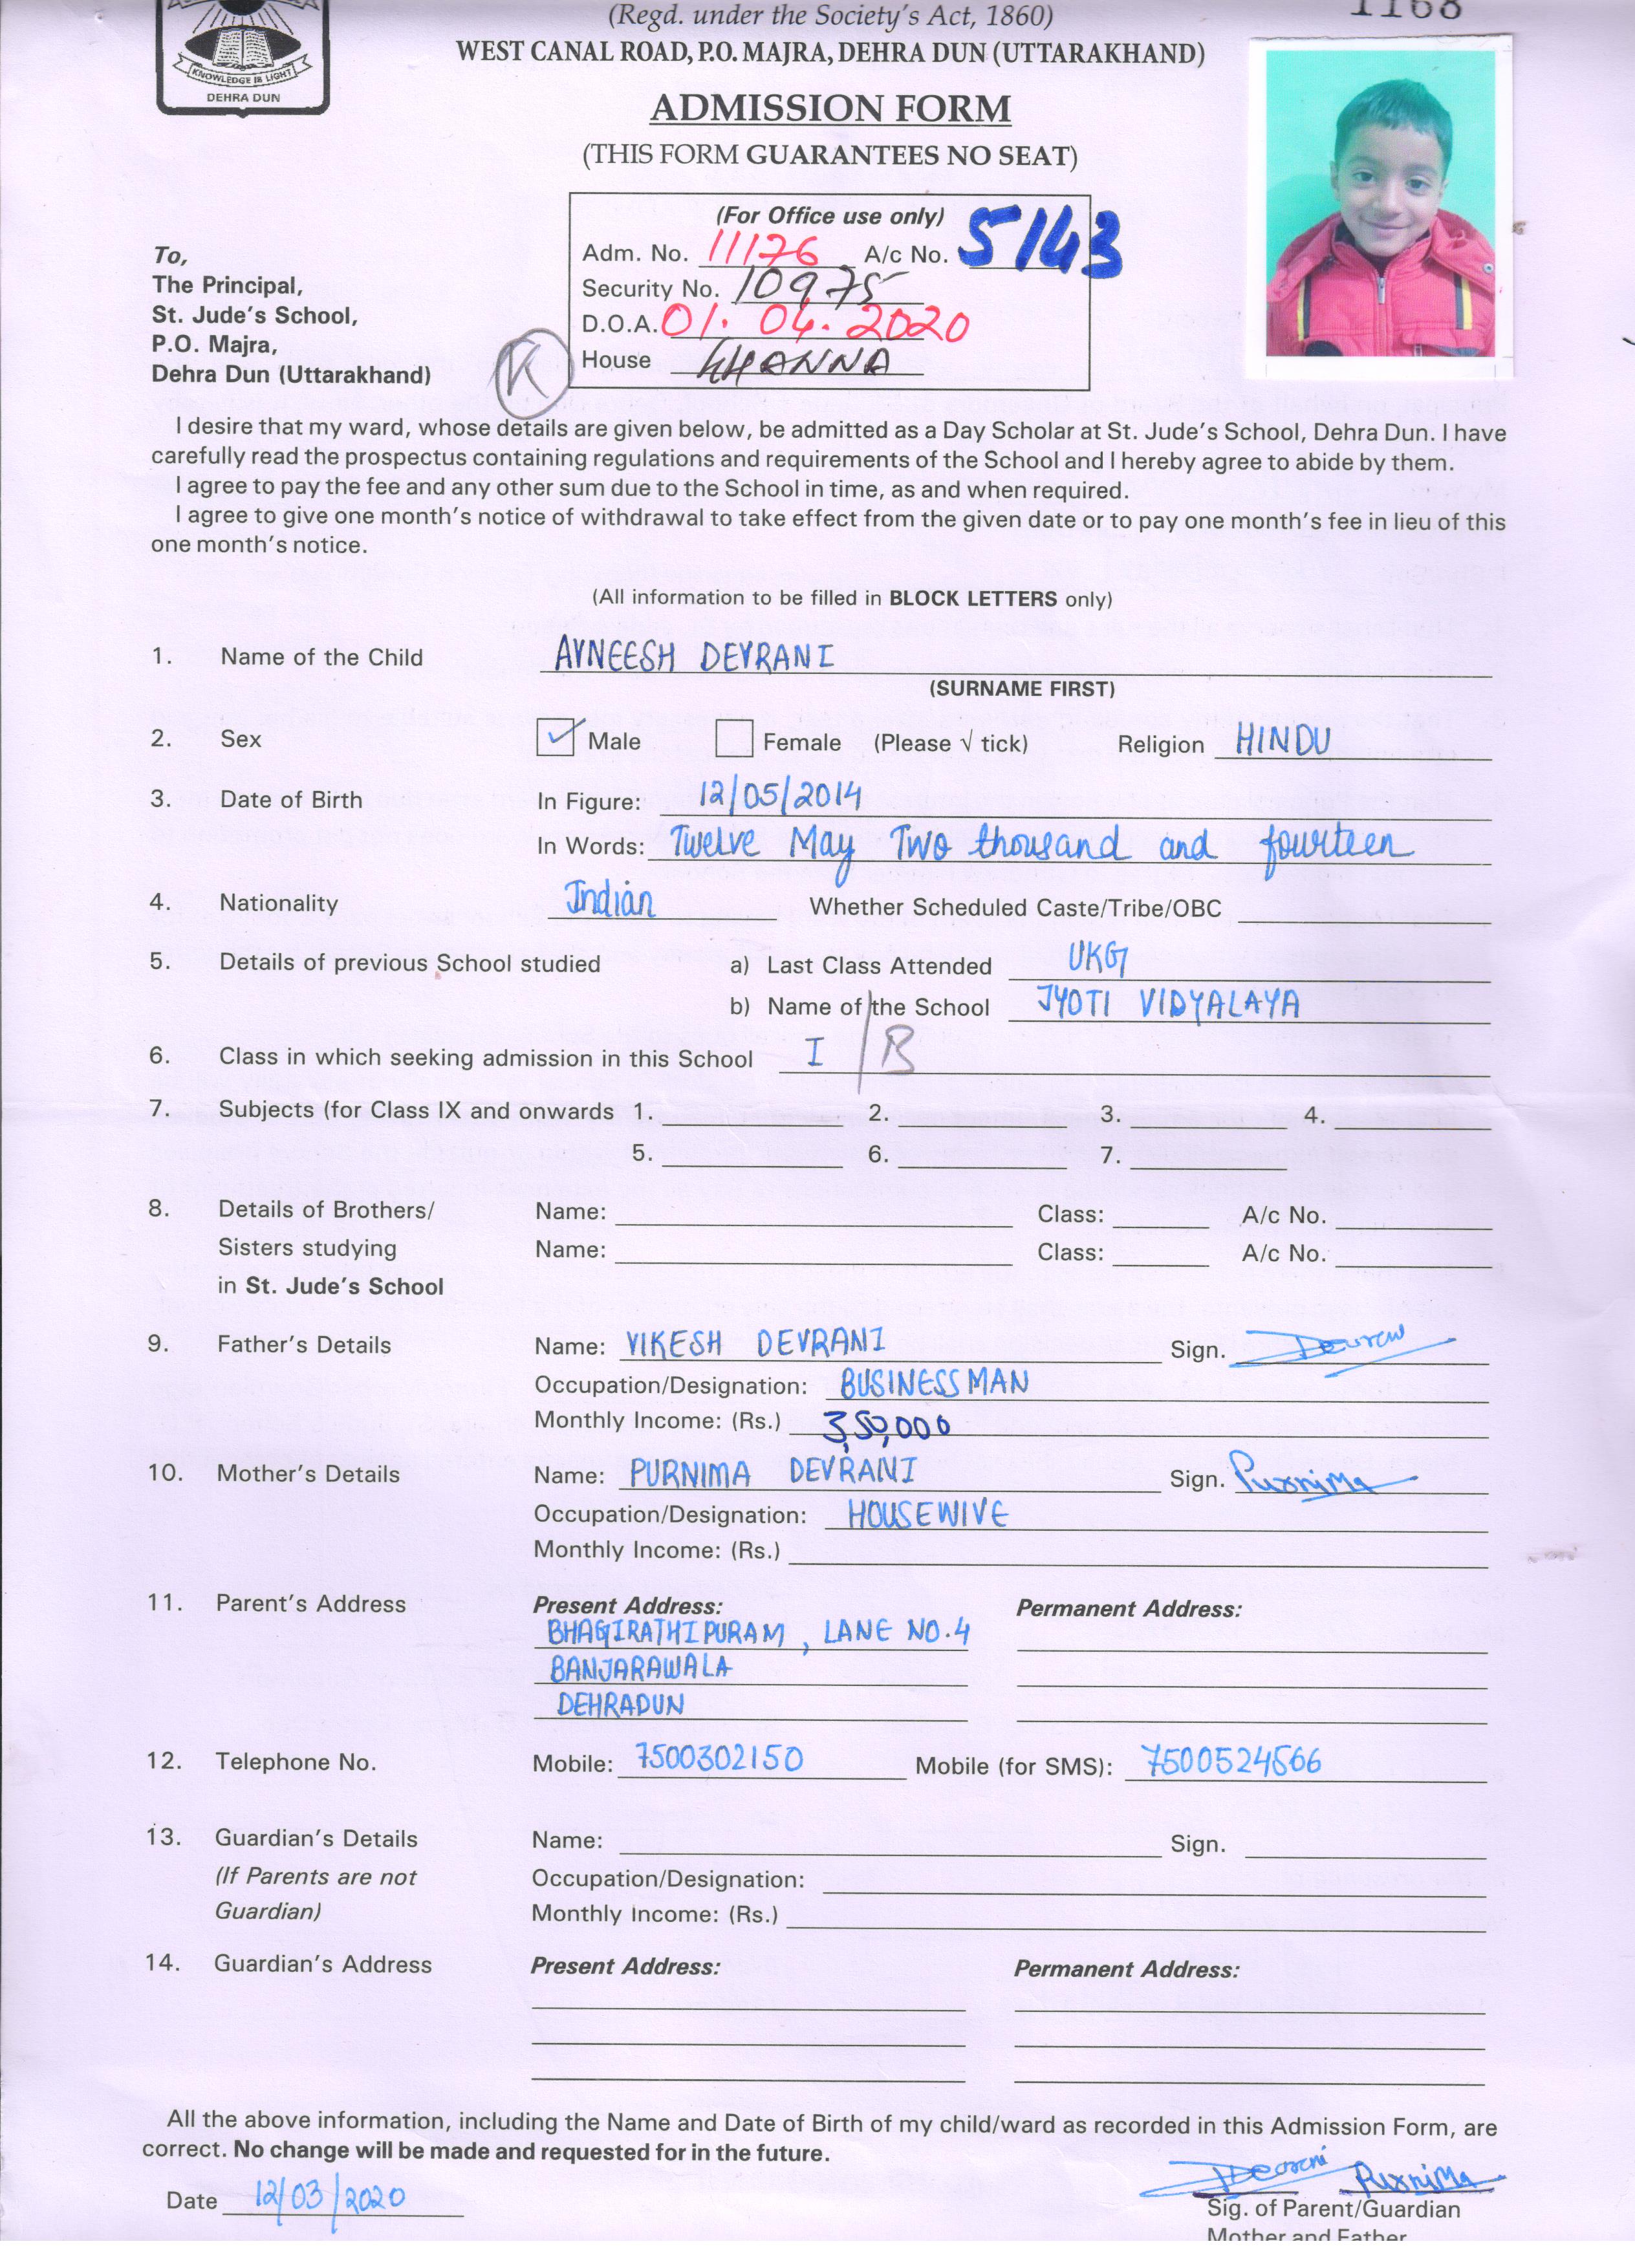 (Regd. under the Society's Act, 1860)
1168
WEST CANAL ROAD, P.O. MAJRA, DEHRA DUN (UTTARAKHAND)
KNOWLEDGE IS LIGHT
DEHRA DUN
ADMISSION FORM
(THIS FORM GUARANTEES NO SEAT)
(For Office use only)
Adm. No. 11176 A/c No. 5143
Security No. 10975
D.O.A. 01.04.2020
House KHANNA
K
To,
The Principal,
St. Jude's School,
P.O. Majra,
Dehra Dun (Uttarakhand)
I desire that my ward, whose details are given below, be admitted as a Day Scholar at St. Jude's School, Dehra Dun. I have
carefully read the prospectus containing regulations and requirements of the School and I hereby agree to abide by them.
I agree to pay the fee and any other sum due to the School in time, as and when required.
I agree to give one month's notice of withdrawal to take effect from the given date or to pay one month's fee in lieu of this
one month's notice.
(All information to be filled in BLOCK LETTERS only)
1. Name of the Child AVNEESH DEVRANI
(SURNAME FIRST)
2. Sex ✓ Male Female (Please √ tick) Religion HINDU
3. Date of Birth In Figure: 12/05/2014
In Words: Twelve May Two thousand and fourteen
4. Nationality Indian Whether Scheduled Caste/Tribe/OBC
5. Details of previous School studied a) Last Class Attended UKG
b) Name of the School JYOTI VIDYALAYA
6. Class in which seeking admission in this School I / B
7. Subjects (for Class IX and onwards 1. 2. 3. 4.
5. 6. 7.
8. Details of Brothers/ Name: Class: A/c No.
Sisters studying Name: Class: A/c No.
in St. Jude's School
9. Father's Details Name: VIKESH DEVRANI Sign.
Occupation/Designation: BUSINESSMAN
Monthly Income: (Rs.) 3,50,000
10. Mother's Details Name: PURNIMA DEVRANI Sign. Purnima
Occupation/Designation: HOUSEWIVE
Monthly Income: (Rs.)
11. Parent's Address Present Address: Permanent Address:
BHAGIRATHIPURAM, LANE NO.4
BANJARAWALA
DEHRADUN
12. Telephone No. Mobile: 7500302150 Mobile (for SMS): 7500524566
13. Guardian's Details Name: Sign.
(If Parents are not Occupation/Designation:
Guardian) Monthly Income: (Rs.)
14. Guardian's Address Present Address: Permanent Address:
All the above information, including the Name and Date of Birth of my child/ward as recorded in this Admission Form, are
correct. No change will be made and requested for in the future.
Date 12/03/2020 Purnima
Sig. of Parent/Guardian
Mother and Father